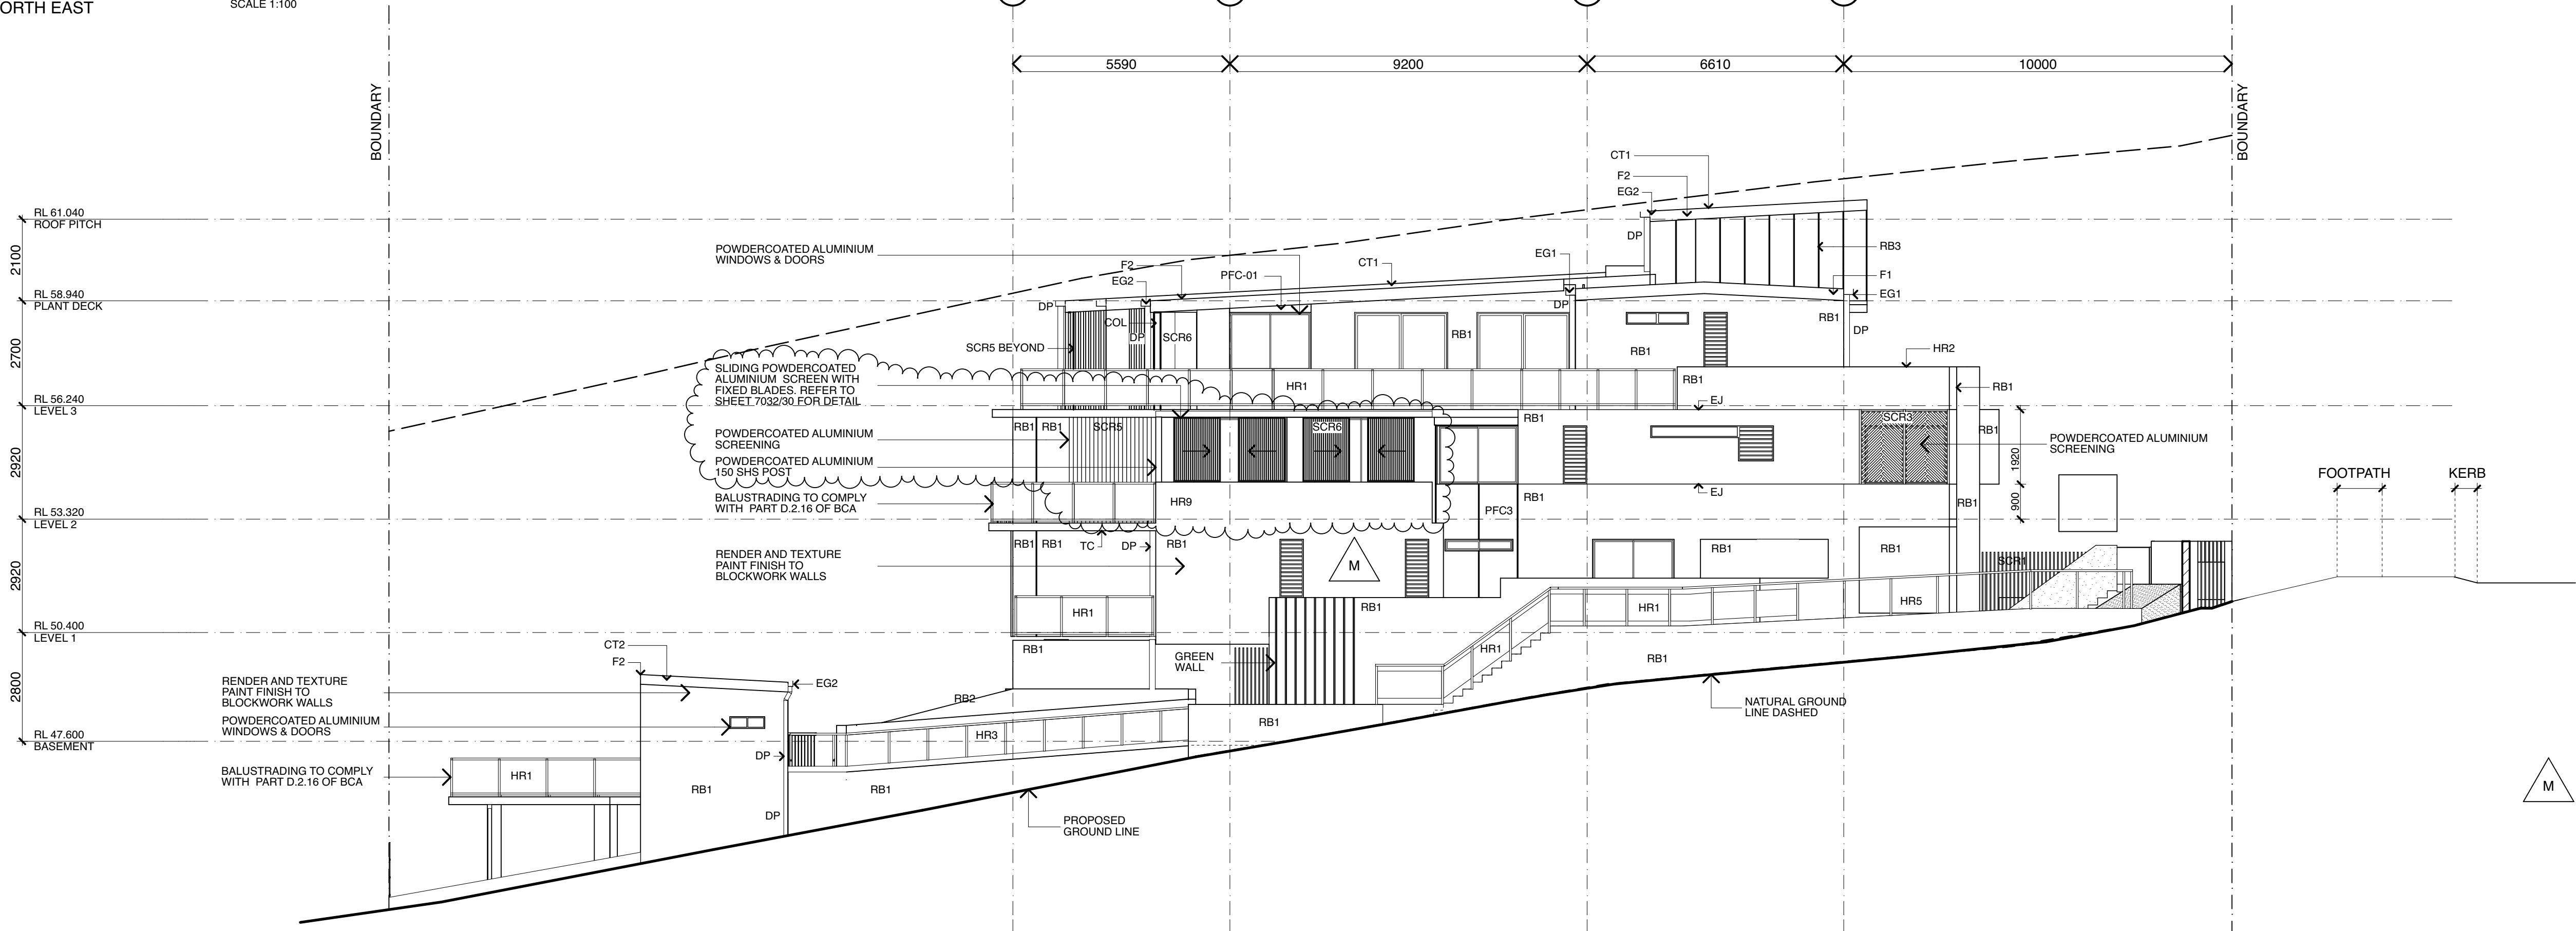 ORTH EAST
SCALE 1:100
5590
9200
6610
10000
BOUNDARY
BOUNDARY
CT1
F2
EG2
RL 61.040
ROOF PITCH
DP
RB3
POWDERCOATED ALUMINIUM
WINDOWS & DOORS
2100
F2
EG2
PFC-01
CT1
EG1
F1
RL 58.940
PLANT DECK
EG1
DP
DP
RB1
DP
COL
DP
SCR6
RB1
RB1
SCR5 BEYOND
HR2
2700
SLIDING POWDERCOATED
ALUMINIUM SCREEN WITH
FIXED BLADES. REFER TO
SHEET 7032/30 FOR DETAIL
HR1
RB1
RB1
RL 56.240
LEVEL 3
EJ
RB1
SCR3
RB1
RB1
RB1
SCR5
SCR6
POWDERCOATED ALUMINIUM
SCREENING
POWDERCOATED ALUMINIUM
SCREENING
2920
POWDERCOATED ALUMINIUM
150 SHS POST
1920
FOOTPATH
KERB
BALUSTRADING TO COMPLY
WITH PART D.2.16 OF BCA
HR9
RB1
EJ
RB1
900
PFC3
RL 53.320
LEVEL 2
RB1
RB1
TC
DP
RB1
RB1
RB1
RENDER AND TEXTURE
PAINT FINISH TO
BLOCKWORK WALLS
M
SCR1
2920
HR1
RB1
HR1
HR5
RL 50.400
LEVEL 1
CT2
F2
RB1
GREEN
WALL
HR1
RB1
RENDER AND TEXTURE
PAINT FINISH TO
BLOCKWORK WALLS
EG2
2800
RB2
NATURAL GROUND
LINE DASHED
POWDERCOATED ALUMINIUM
WINDOWS & DOORS
RB1
HR3
RL 47.600
BASEMENT
DP
BALUSTRADING TO COMPLY
WITH PART D.2.16 OF BCA
HR1
RB1
RB1
M
DP
PROPOSED
GROUND LINE